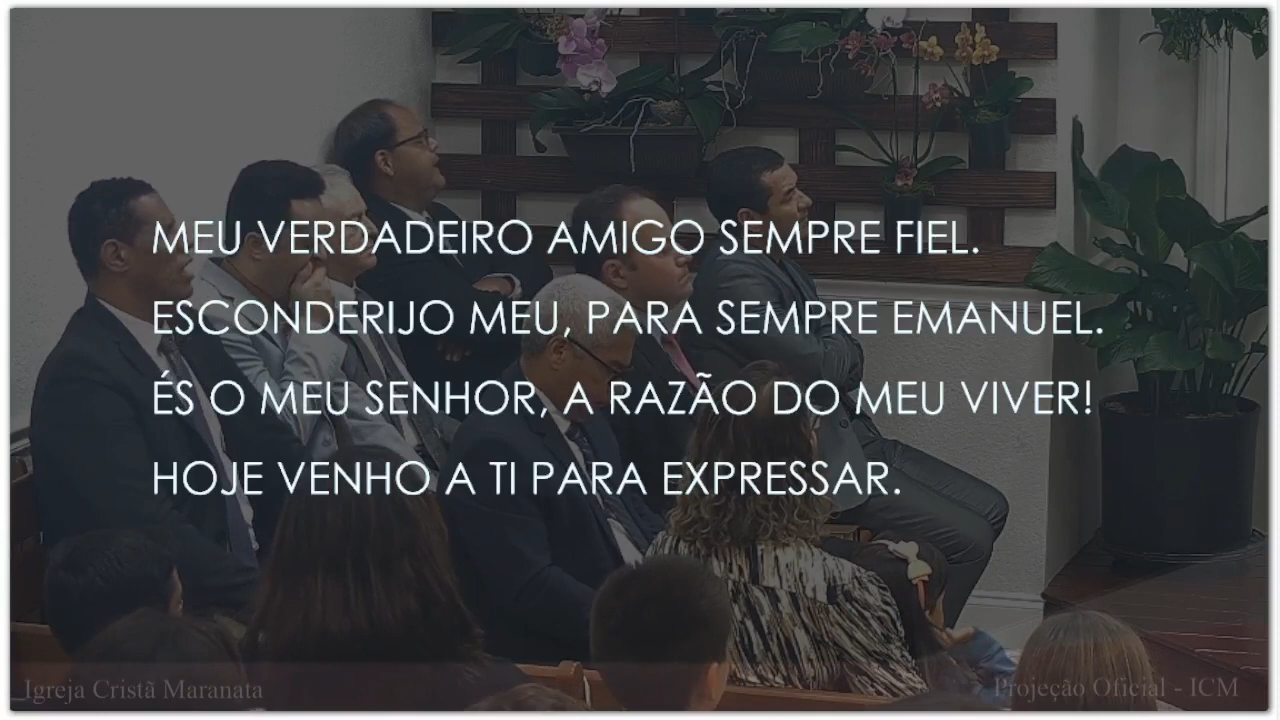 MEU VERDADEIRO AMIGO SEMPRE FIEL.
ESCONDERIJO MEU, PARA SEMPRE EMANUEL.
ÉS O MEU SENHOR, A RAZÃO DO MEU VIVER!
HOJE VENHO A TI PARA EXPRESSAR.
Igreja Cristã Maranata
Projeção Oficial - ICM